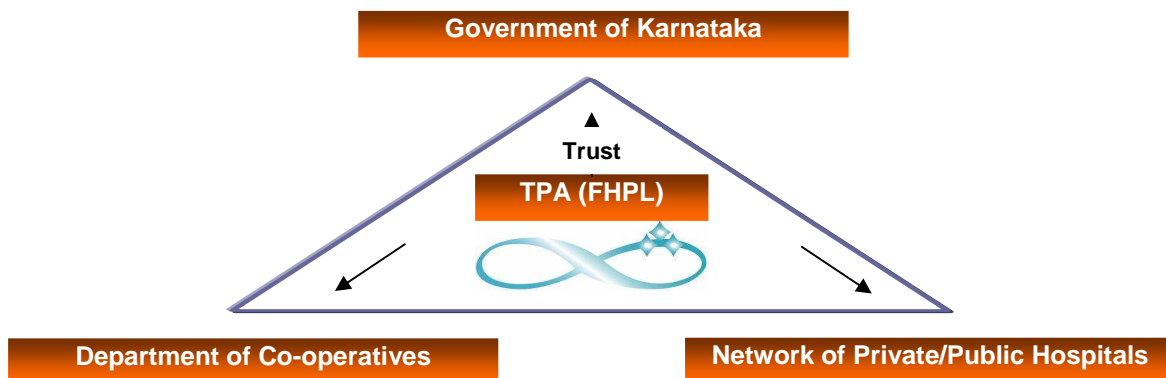 Government of Karnataka
Trust
TPA (FHPL)
Department of Co-operatives
Network of Private/Public Hospitals